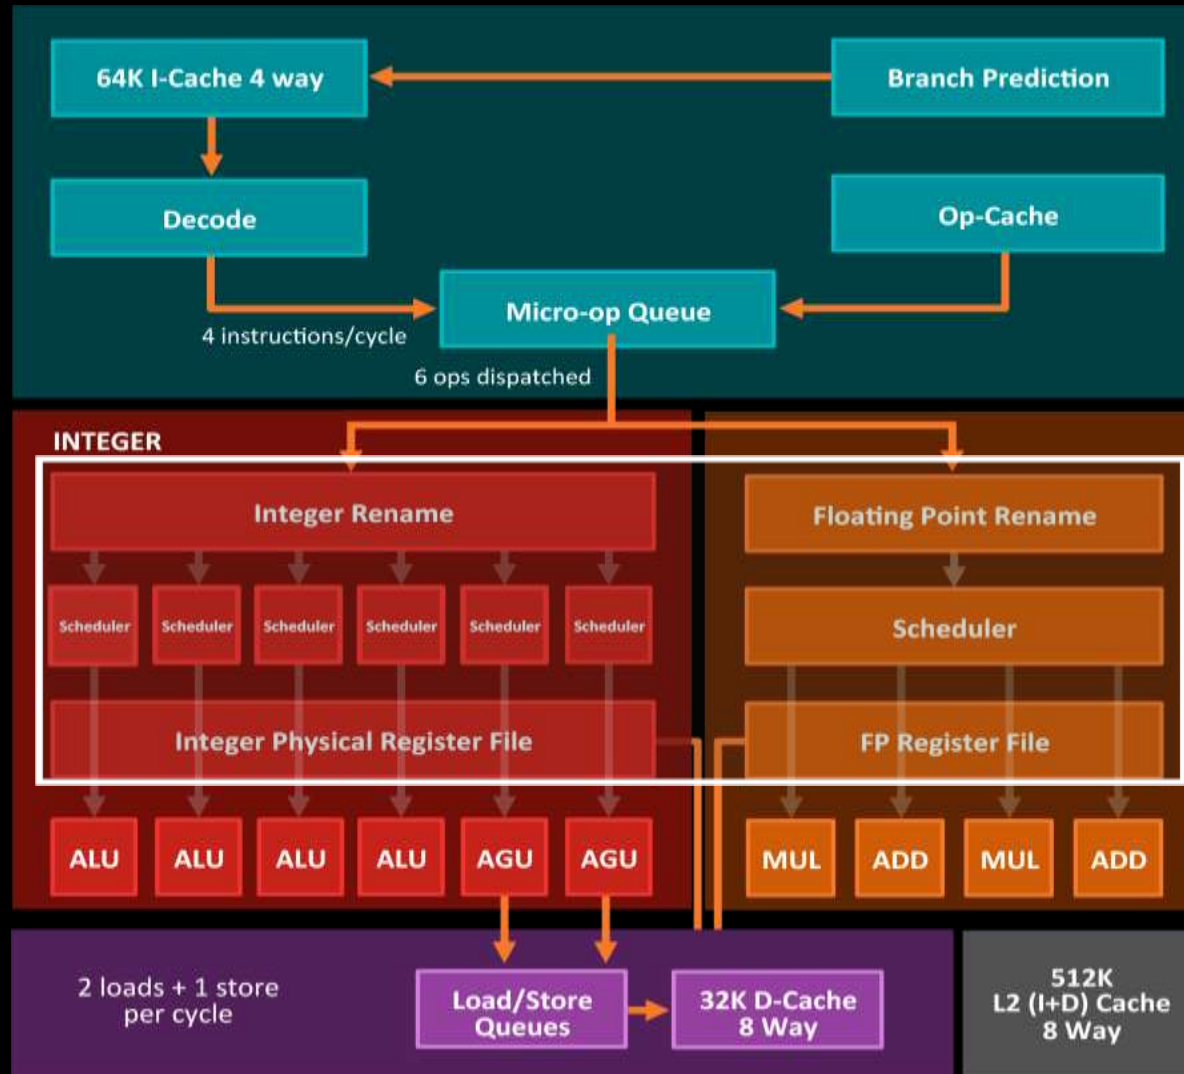 64K I-Cache 4 way
Branch Prediction
Decode
Op-Cache
Micro-op Queue
4 instructions/cycle
6 ops dispatched
INTEGER
Integer Rename
Floating Point Rename
Scheduler
Scheduler
Scheduler
Scheduler
Scheduler
Scheduler
Scheduler
Integer Physical Register File
FP Register File
ALU
ALU
ALU
ALU
AGU
AGU
MUL
ADD
MUL
ADD
2 loads + 1 store
per cycle
Load/Store
Queues
32K D-Cache
8 Way
512K
L2 (I+D) Cache
8 Way